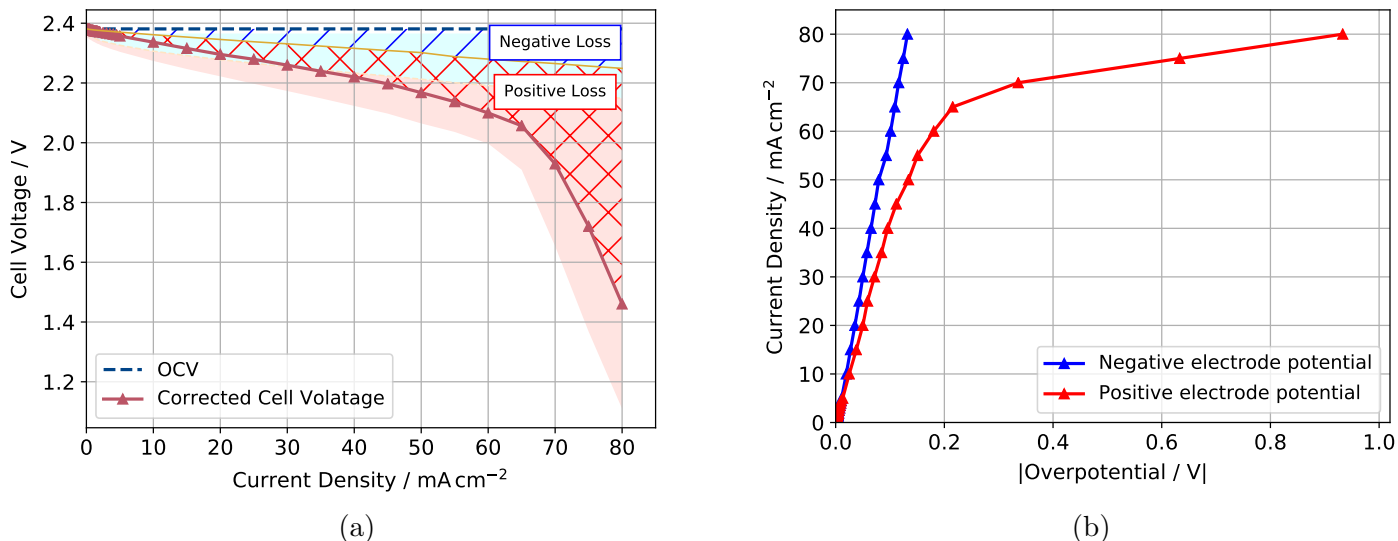 2.4
2.2
2.0
1.8
1.6
1.4
1.2
Cell Voltage / V
Negative Loss
Positive Loss
OCV
Corrected Cell Volatage
0 10 20 30 40 50 60 70 80
Current Density / mA cm⁻²
(a)
80
70
60
50
40
30
20
10
0
Current Density / mA cm⁻²
Negative electrode potential
Positive electrode potential
0.0 0.2 0.4 0.6 0.8 1.0
|Overpotential / V|
(b)